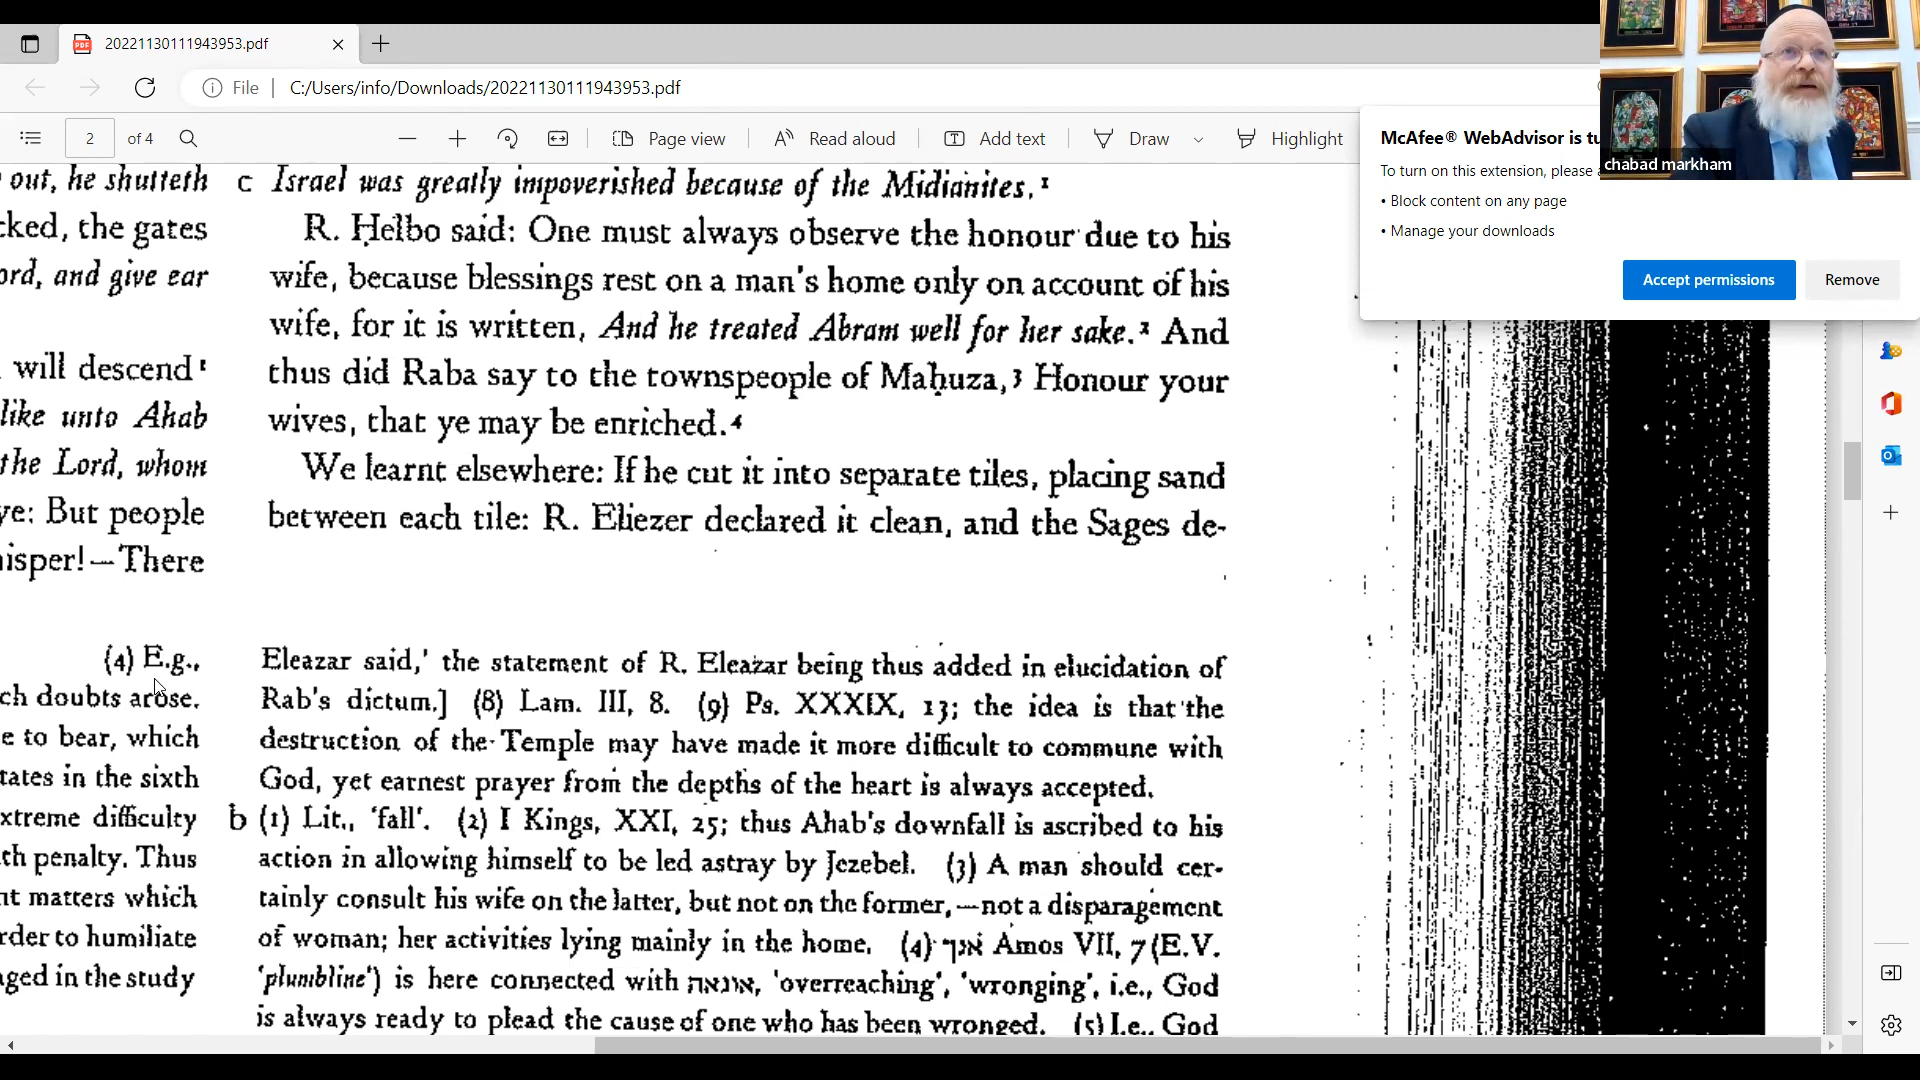 20221130111943953.pdf
File
C:/Users/info/Downloads/20221130111943953.pdf
2 of 4
Page view
Read aloud
Add text
Draw
Highlight
chabad markham
McAfee® WebAdvisor is tu
To turn on this extension, please
• Block content on any page
• Manage your downloads
Accept permissions
Remove
out, he shutteth
cked, the gates
ord, and give ear
will descend¹
like unto Ahab
the Lord, whom
ve: But people
isper!—There
c Israel was greatly impoverished because of the Midianites.¹
R. Ḥelbo said: One must always observe the honour due to his
wife, because blessings rest on a man's home only on account of his
wife, for it is written, And he treated Abram well for her sake.² And
thus did Raba say to the townspeople of Maḥuza,³ Honour your
wives, that ye may be enriched.⁴
We learnt elsewhere: If he cut it into separate tiles, placing sand
between each tile: R. Eliezer declared it clean, and the Sages de-
(4) E.g.,
ch doubts arose.
e to bear, which
tates in the sixth
xtreme difficulty
th penalty. Thus
nt matters which
rder to humiliate
ged in the study
Eleazar said,' the statement of R. Eleazar being thus added in elucidation of
Rab's dictum.] (8) Lam. III, 8. (9) Ps. XXXIX, 13; the idea is that the
destruction of the Temple may have made it more difficult to commune with
God, yet earnest prayer from the depths of the heart is always accepted.
b (1) Lit., 'fall'. (2) I Kings, XXI, 25; thus Ahab's downfall is ascribed to his
action in allowing himself to be led astray by Jezebel. (3) A man should cer-
tainly consult his wife on the latter, but not on the former,—not a disparagement
of woman; her activities lying mainly in the home. (4) אנך Amos VII, 7 (E.V.
'plumbline') is here connected with אונאה, 'overreaching', 'wronging', i.e., God
is always ready to plead the cause of one who has been wronged. (5) I.e., God